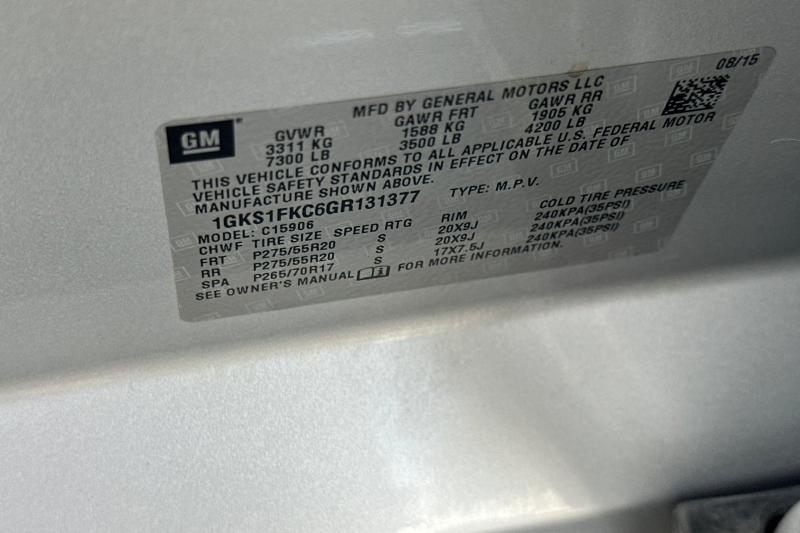 08/15
MFD BY GENERAL MOTORS LLC
GM
GVWR GAWR FRT GAWR RR
3311 KG 1588 KG 1905 KG
7300 LB 3500 LB 4200 LB
THIS VEHICLE CONFORMS TO ALL APPLICABLE U.S. FEDERAL MOTOR
VEHICLE SAFETY STANDARDS IN EFFECT ON THE DATE OF
MANUFACTURE SHOWN ABOVE.
1GKS1FKC6GR131377 TYPE: M.P.V.
MODEL: C15906
CHWF TIRE SIZE SPEED RTG RIM COLD TIRE PRESSURE
FRT P275/55R20 S 20X9J 240KPA(35PSI)
RR P275/55R20 S 20X9J 240KPA(35PSI)
SPA P265/70R17 S 17X7.5J 240KPA(35PSI)
SEE OWNER'S MANUAL FOR MORE INFORMATION.